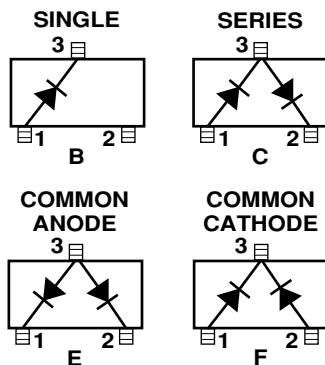 SINGLE
3
1 2
B
SERIES
3
1 2
C
COMMON
ANODE
3
1 2
E
COMMON
CATHODE
3
1 2
F